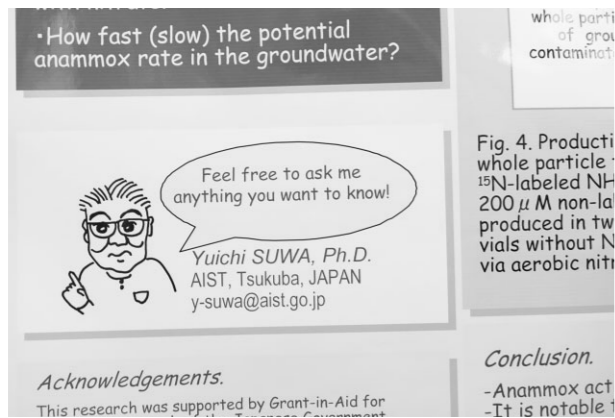 ·How fast (slow) the potential
anammox rate in the groundwater?
Feel free to ask me
anything you want to know!
Yuichi SUWA, Ph.D.
AIST, Tsukuba, JAPAN
y-suwa@aist.go.jp
Acknowledgements.
This research was supported by Grant-in-Aid for
whole parti
of grou
contaminat
Fig. 4. Producti
whole particle
¹⁵N-labeled NH
200 μM non-la
produced in tw
vials without N
via aerobic nitr
Conclusion.
-Anammox act
-It is notable